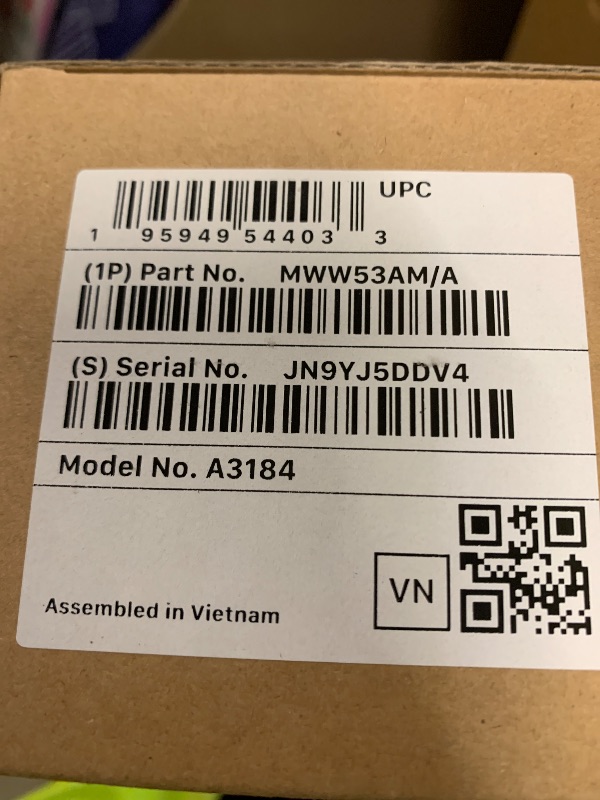 UPC
1 95949 54403 3
(1P) Part No. MWW53AM/A
(S) Serial No. JN9YJ5DDV4
Model No. A3184
VN
Assembled in Vietnam